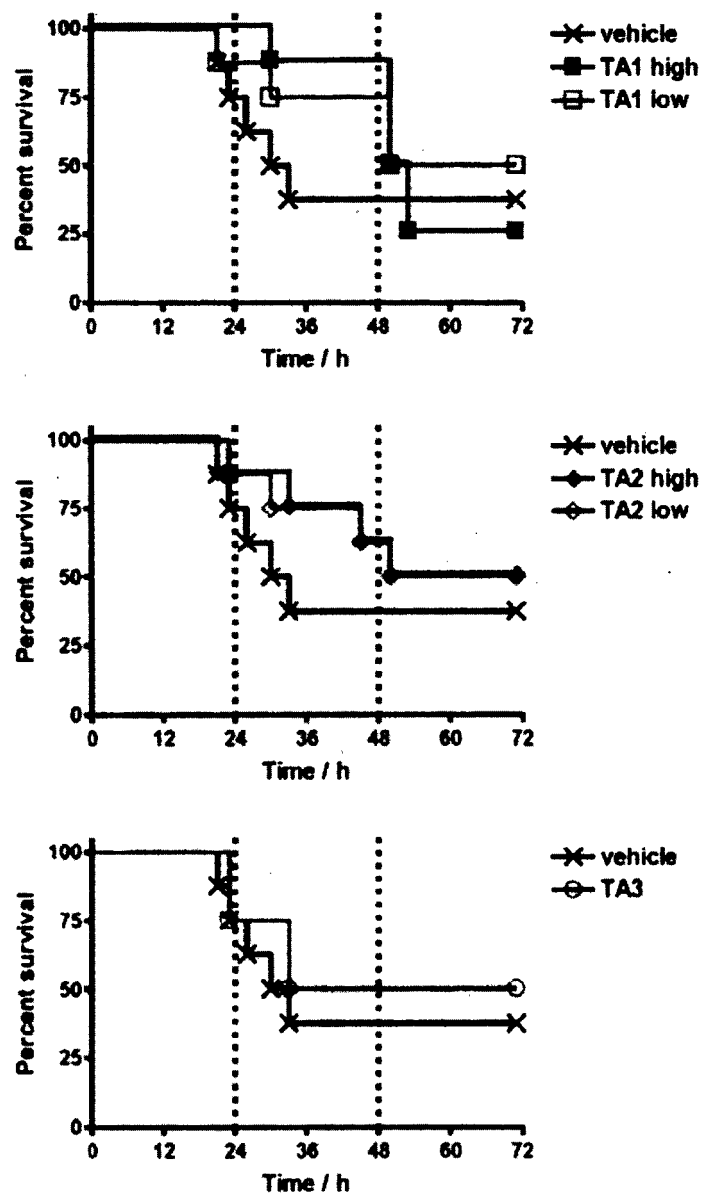 Percent survival
100
75
50
25
0
0 12 24 36 48 60 72
Time / h
vehicle
TA1 high
TA1 low
Percent survival
100
75
50
25
0
0 12 24 36 48 60 72
Time / h
vehicle
TA2 high
TA2 low
Percent survival
100
75
50
25
0
0 12 24 36 48 60 72
Time / h
vehicle
TA3